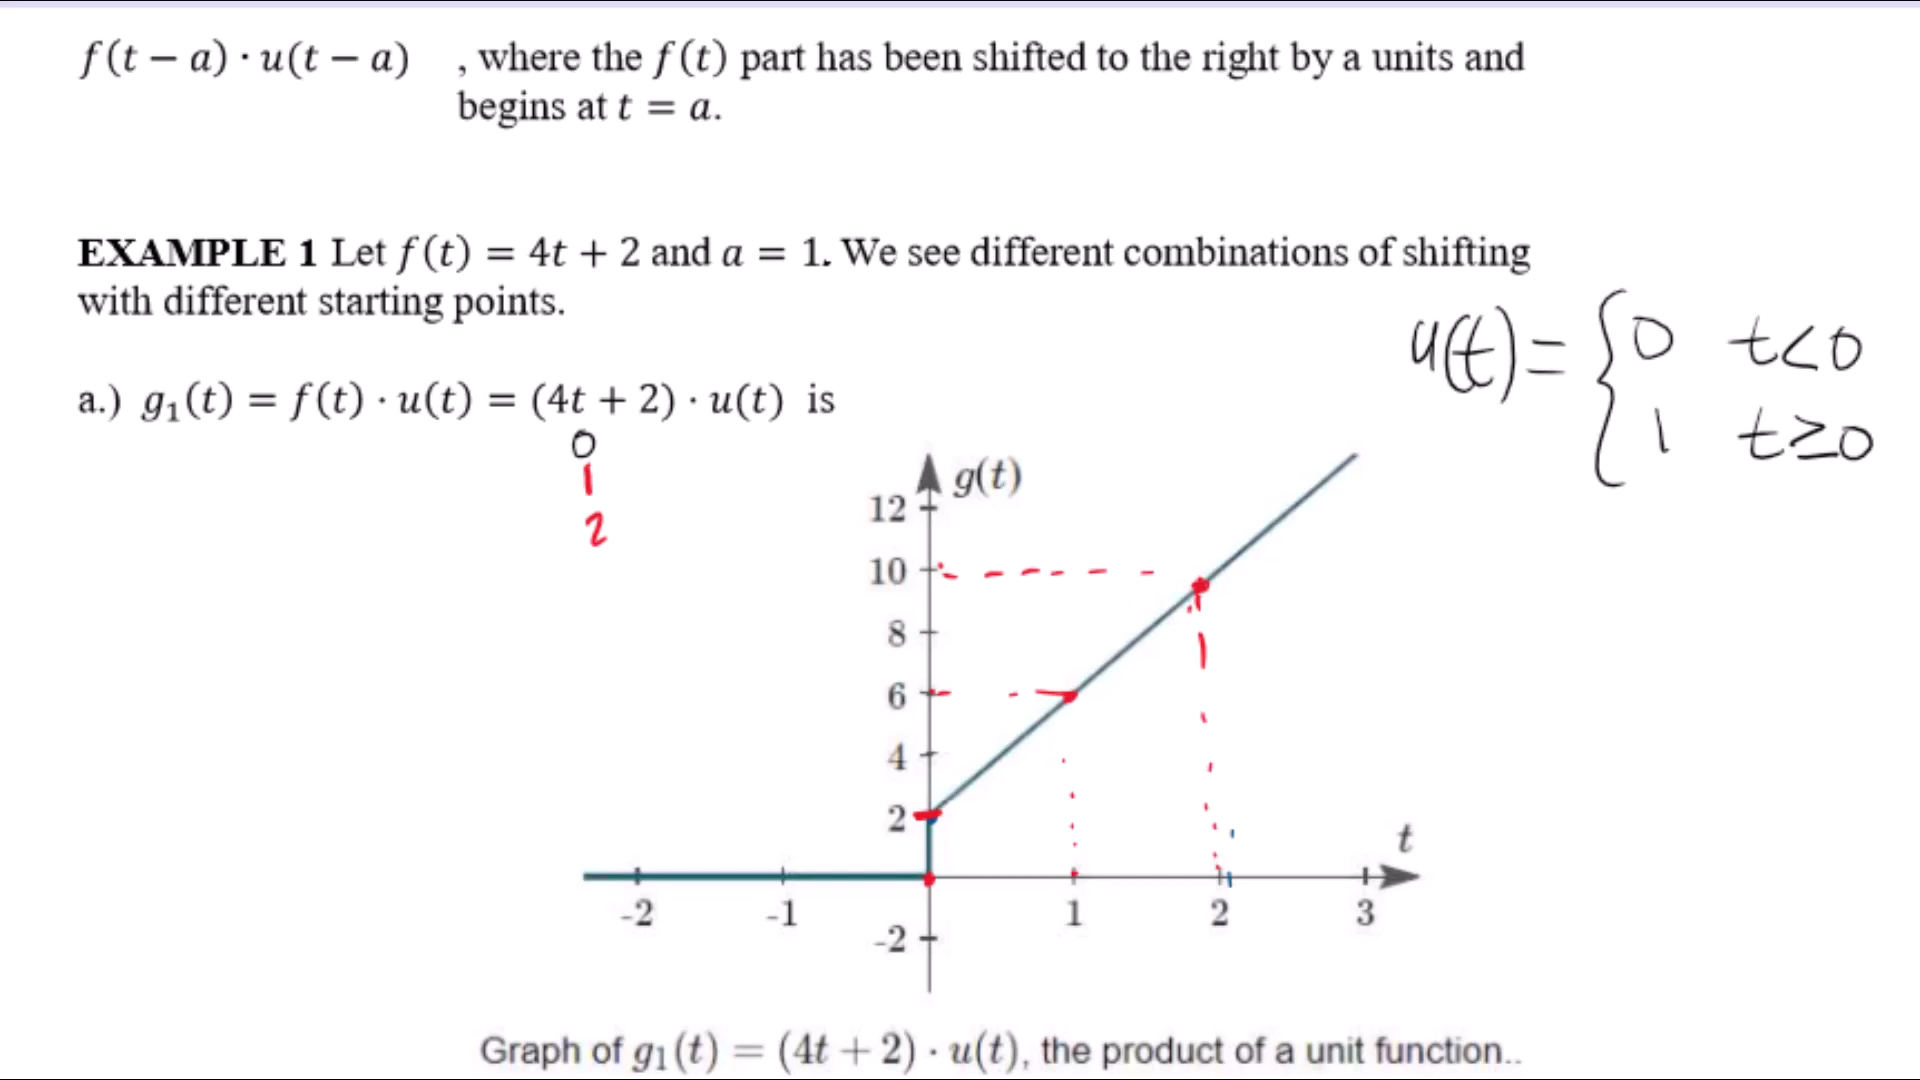 f(t − a) · u(t − a) , where the f(t) part has been shifted to the right by a units and
begins at t = a.
EXAMPLE 1 Let f(t) = 4t + 2 and a = 1. We see different combinations of shifting
with different starting points.
u(t) = { 0 t<0
1 t≥0
a.) g₁(t) = f(t) · u(t) = (4t + 2) · u(t) is
0
1
2
g(t)
12
10
8
6
4
2
t
-2 -1 1 2 3
-2
Graph of g₁(t) = (4t + 2) · u(t), the product of a unit function..